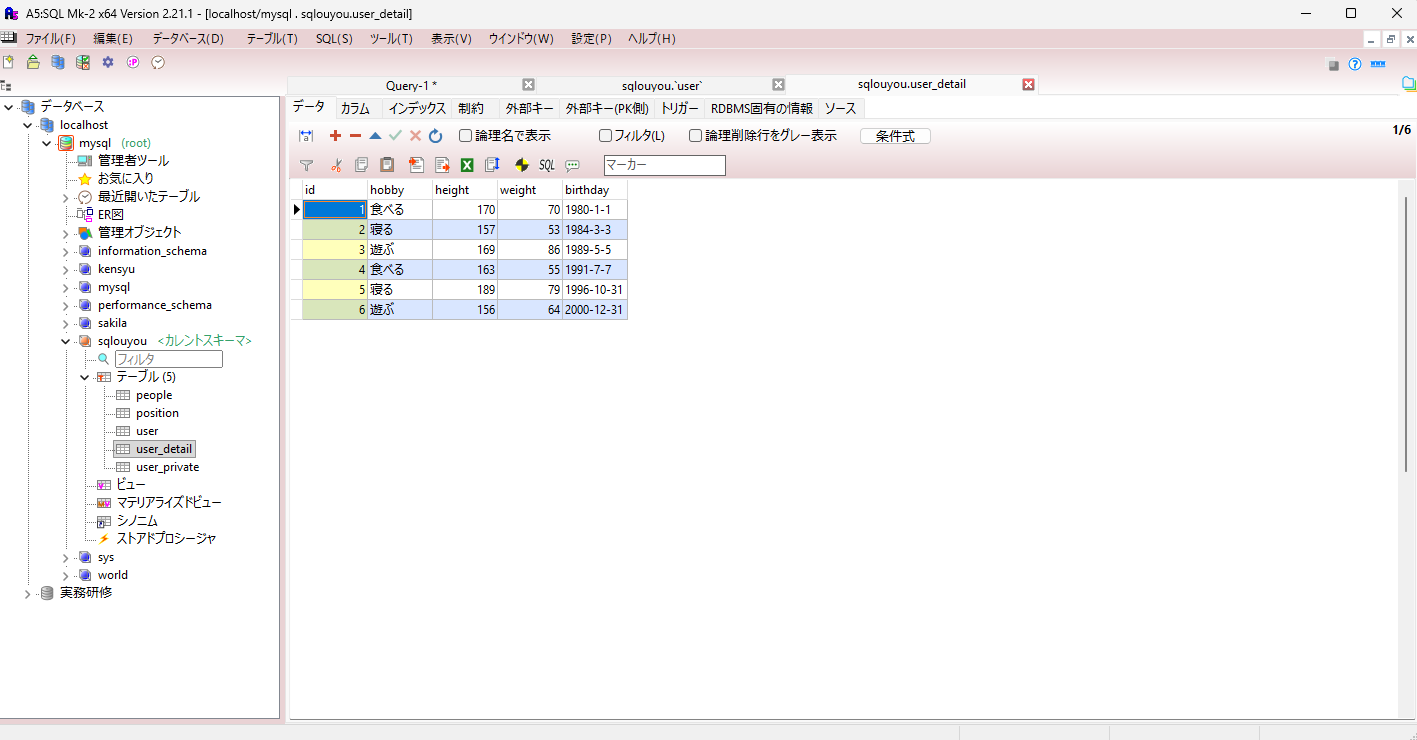 A5:SQL Mk-2 x64 Version 2.21.1 - [localhost/mysql . sqlouyou.user_detail]
ファイル(F) 編集(E) データベース(D) テーブル(T) SQL(S) ツール(T) 表示(V) ウインドウ(W) 設定(P) ヘルプ(H)
Query-1 * sqlouyou.`user` sqlouyou.user_detail
データベース
localhost
mysql (root)
管理者ツール
お気に入り
最近開いたテーブル
ER図
管理オブジェクト
information_schema
kensyu
mysql
performance_schema
sakila
sqlouyou <カレントスキーマ>
フィルタ
テーブル (5)
people
position
user
user_detail
user_private
ビュー
マテリアライズドビュー
シノニム
ストアドプロシージャ
sys
world
実務研修
データ カラム インデックス 制約 外部キー 外部キー(PK側) トリガー RDBMS固有の情報 ソース
論理名で表示 フィルタ(L) 論理削除行をグレー表示 条件式 1/6
SQL マーカー
id hobby height weight birthday
1 食べる 170 70 1980-1-1
2 寝る 157 53 1984-3-3
3 遊ぶ 169 86 1989-5-5
4 食べる 163 55 1991-7-7
5 寝る 189 79 1996-10-31
6 遊ぶ 156 64 2000-12-31